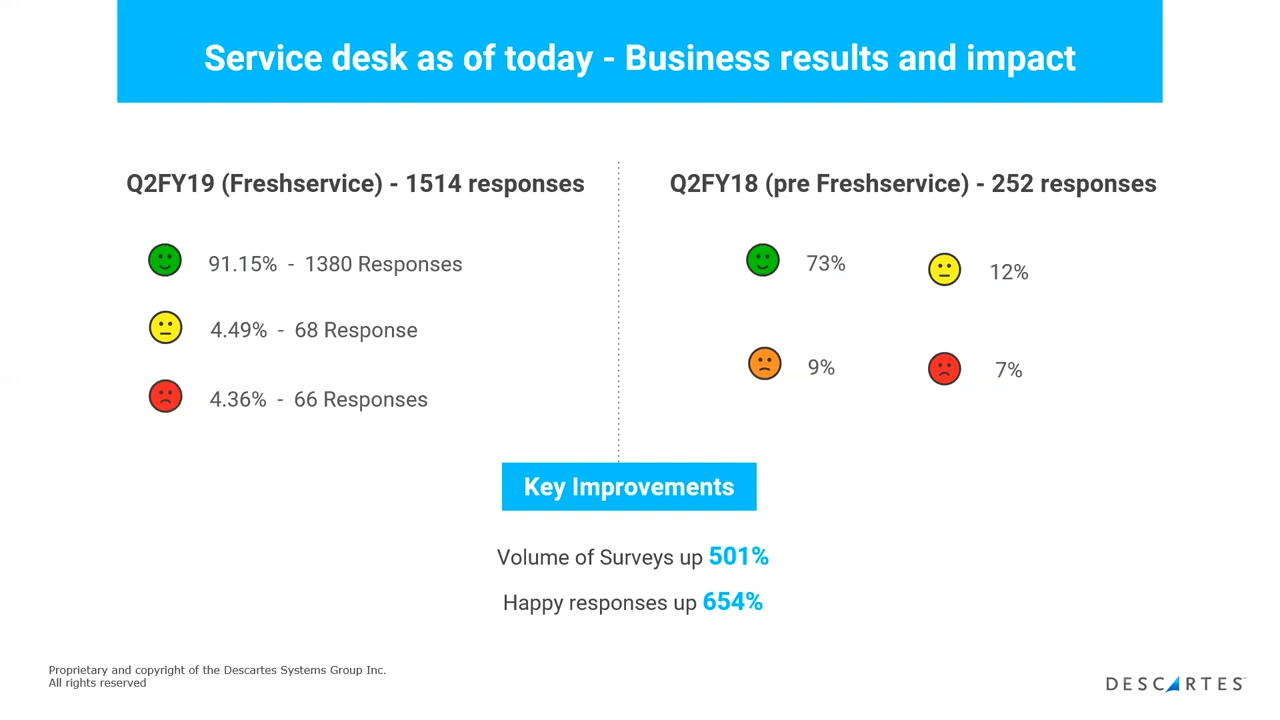 Service desk as of today - Business results and impact
Q2FY19 (Freshservice) - 1514 responses
91.15% - 1380 Responses
4.49% - 68 Response
4.36% - 66 Responses
Q2FY18 (pre Freshservice) - 252 responses
73%
12%
9%
7%
Key Improvements
Volume of Surveys up 501%
Happy responses up 654%
Proprietary and copyright of the Descartes Systems Group Inc.
All rights reserved
DESCARTES